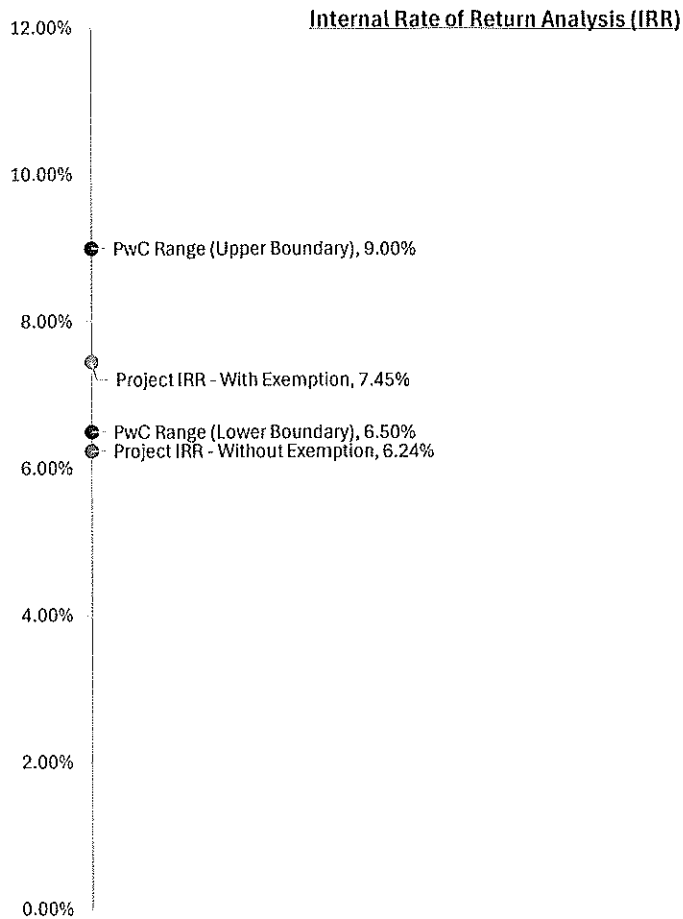 Internal Rate of Return Analysis (IRR)
12.00%
10.00%
PwC Range (Upper Boundary), 9.00%
8.00%
Project IRR - With Exemption, 7.45%
PwC Range (Lower Boundary), 6.50%
Project IRR - Without Exemption, 6.24%
6.00%
4.00%
2.00%
0.00%